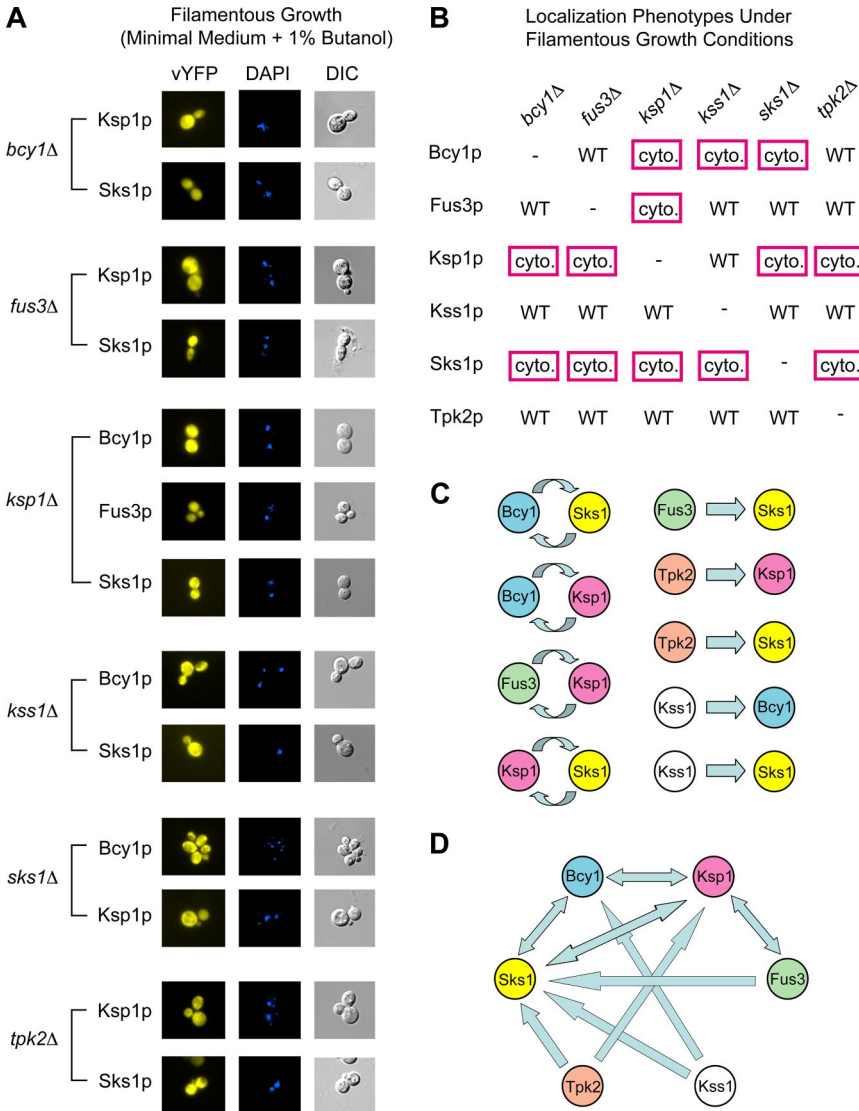 A
Filamentous Growth
(Minimal Medium + 1% Butanol)
vYFP DAPI DIC
bcy1Δ
Ksp1p
Sks1p
fus3Δ
Ksp1p
Sks1p
ksp1Δ
Bcy1p
Fus3p
Sks1p
kss1Δ
Bcy1p
Sks1p
sks1Δ
Bcy1p
Ksp1p
tpk2Δ
Ksp1p
Sks1p
B
Localization Phenotypes Under
Filamentous Growth Conditions
bcy1Δ fus3Δ ksp1Δ kss1Δ sks1Δ tpk2Δ
Bcy1p - WT cyto. cyto. cyto. WT
Fus3p WT - cyto. WT WT WT
Ksp1p cyto. cyto. - WT cyto. cyto.
Kss1p WT WT WT - WT WT
Sks1p cyto. cyto. cyto. cyto. - cyto.
Tpk2p WT WT WT WT WT -
C
Bcy1 Sks1 Fus3 Sks1
Bcy1 Ksp1 Tpk2 Ksp1
Fus3 Ksp1 Tpk2 Sks1
Ksp1 Sks1 Kss1 Bcy1
Kss1 Sks1
D
Bcy1 Ksp1
Sks1 Fus3
Tpk2 Kss1